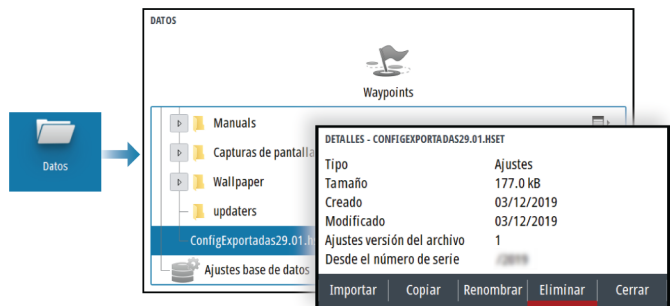 DATOS
Waypoints
Datos
Manuals
Capturas de pantalla
Wallpaper
updaters
ConfigExportadas29.01.h
Ajustes base de datos
DETALLES - CONFIGEXPORTADAS29.01.HSET
Tipo Ajustes
Tamaño 177.0 kB
Creado 03/12/2019
Modificado 03/12/2019
Ajustes versión del archivo 1
Desde el número de serie
Importar Copiar Renombrar Eliminar Cerrar